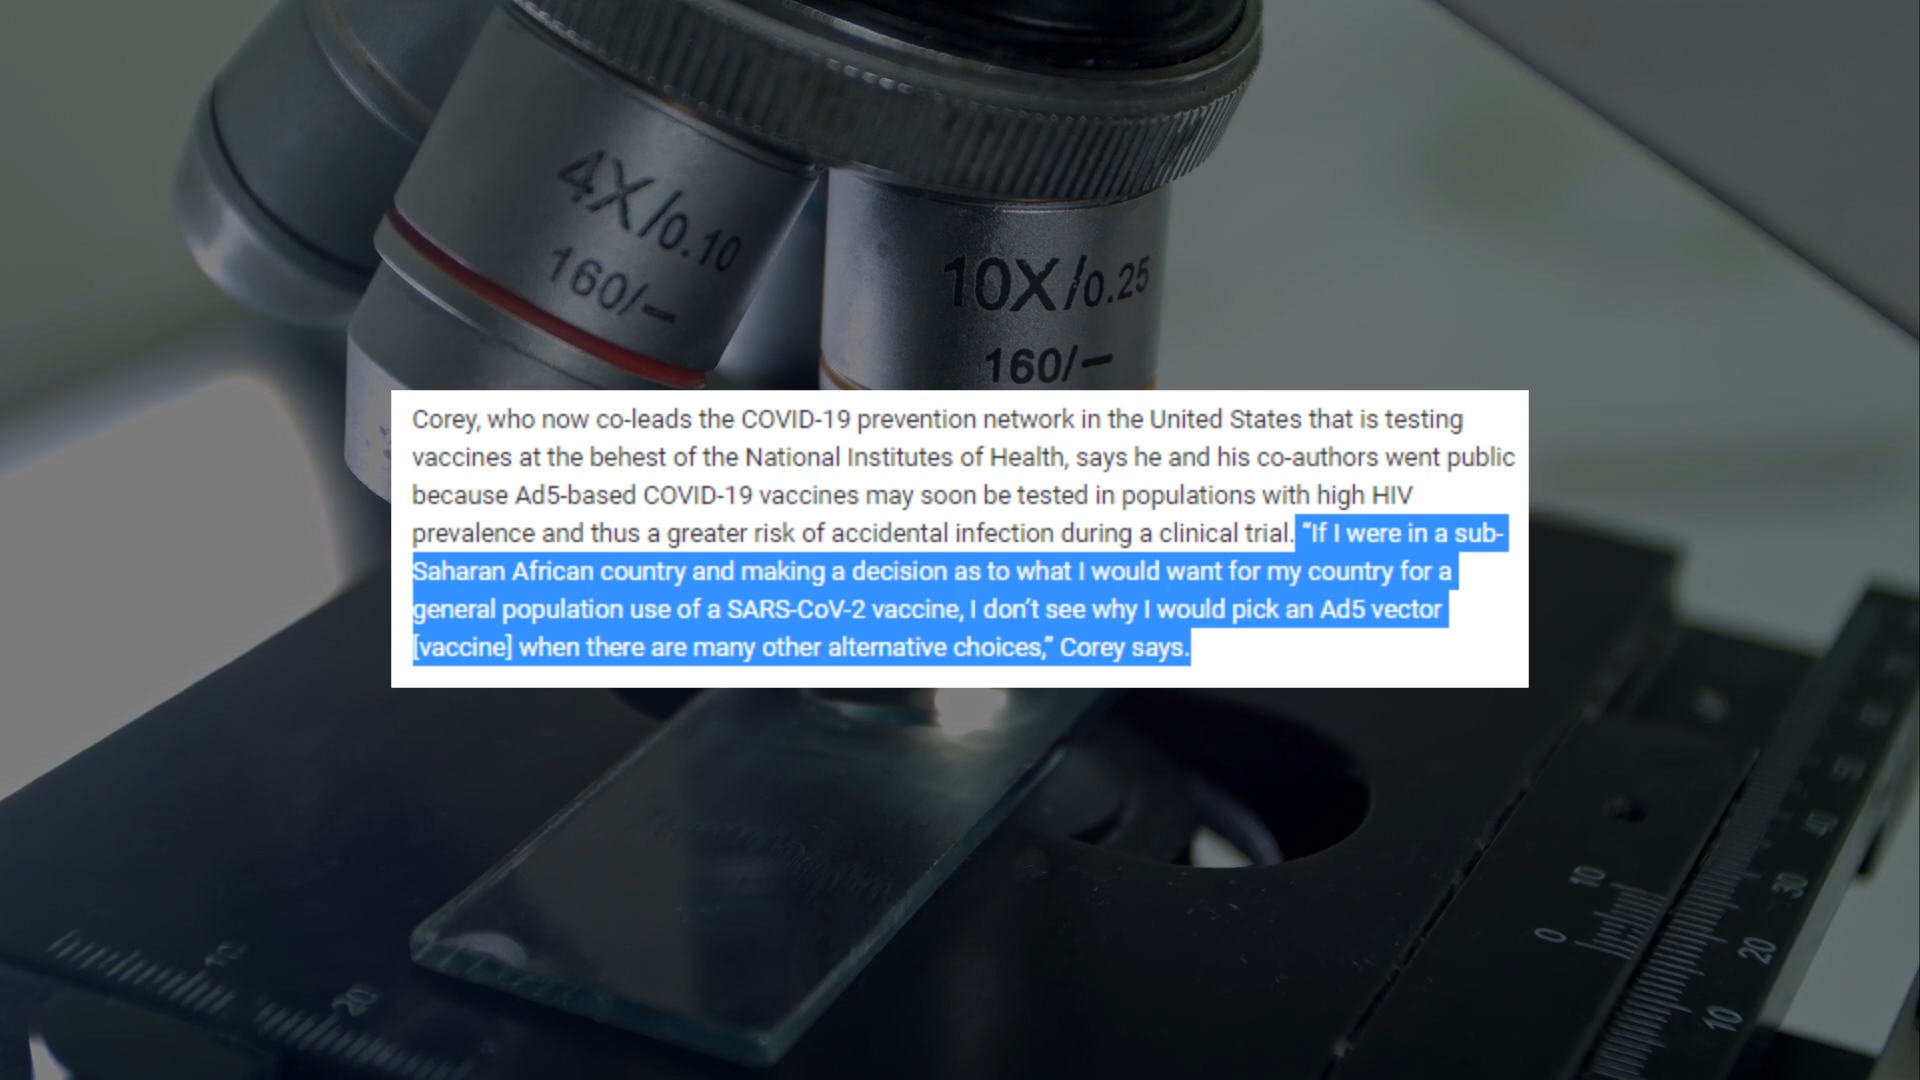 4X/0.10
160/–
10X/0.25
160/–
Corey, who now co-leads the COVID-19 prevention network in the United States that is testing
vaccines at the behest of the National Institutes of Health, says he and his co-authors went public
because Ad5-based COVID-19 vaccines may soon be tested in populations with high HIV
prevalence and thus a greater risk of accidental infection during a clinical trial. “If I were in a sub-
Saharan African country and making a decision as to what I would want for my country for a
general population use of a SARS-CoV-2 vaccine, I don’t see why I would pick an Ad5 vector
[vaccine] when there are many other alternative choices,” Corey says.
10
20
0
10
10
20
30
40